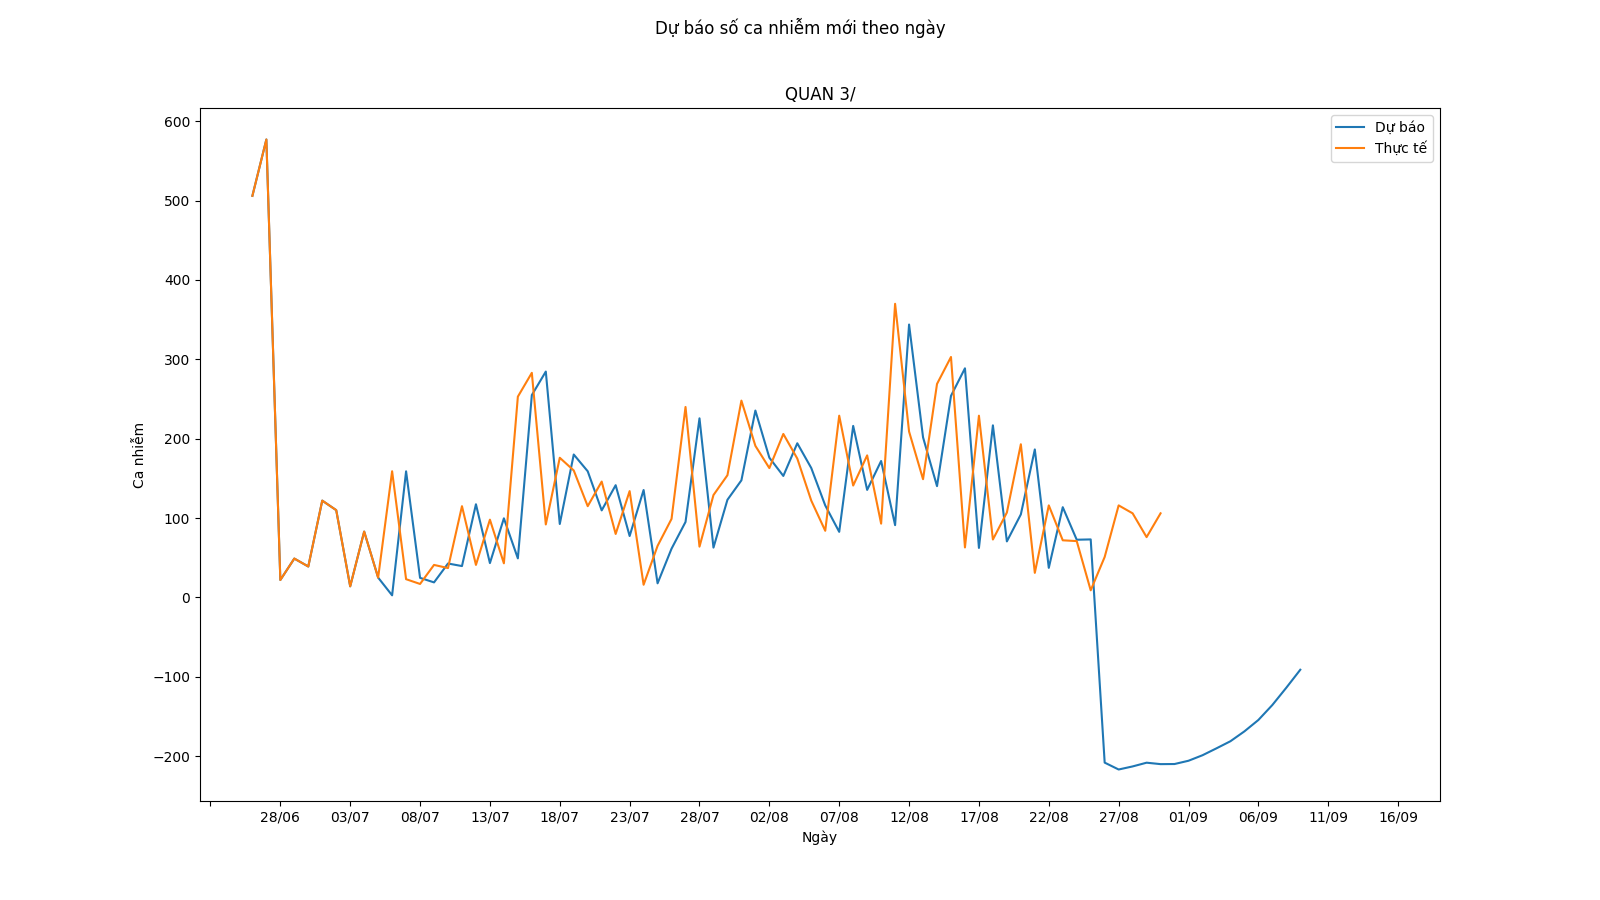 Dự báo số ca nhiễm mới theo ngày
QUAN 3/
Dự báo
Thực tế
600
500
400
300
200
100
0
−100
−200
Ca nhiễm
28/06 03/07 08/07 13/07 18/07 23/07 28/07 02/08 07/08 12/08 17/08 22/08 27/08 01/09 06/09 11/09 16/09
Ngày